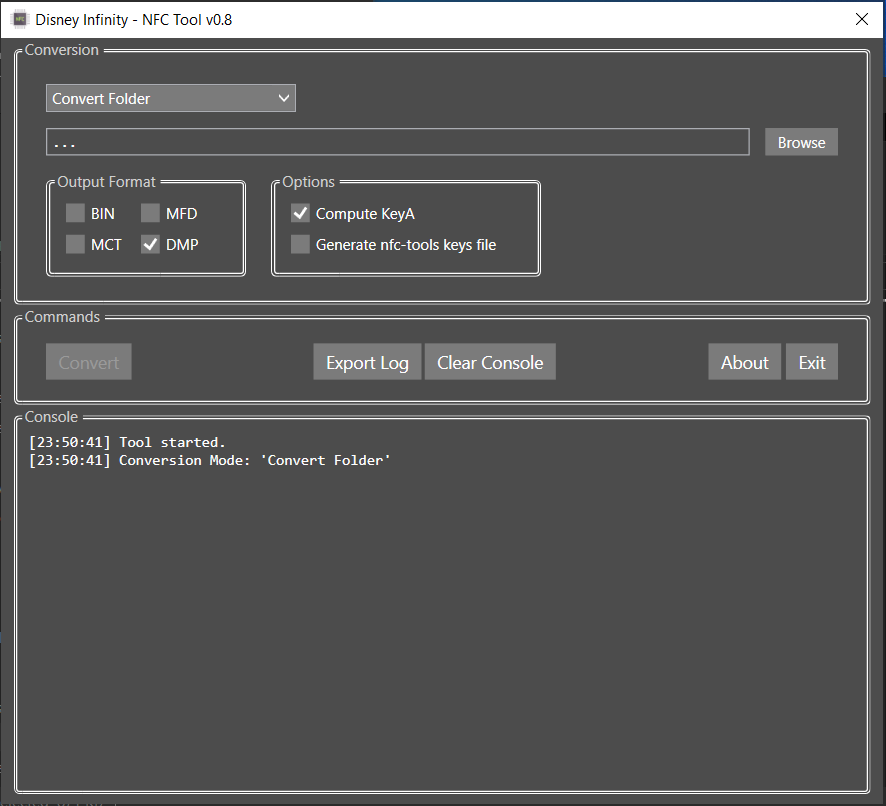 Disney Infinity - NFC Tool v0.8
Conversion
Convert Folder
...
Browse
Output Format
Options
BIN
MFD
Compute KeyA
MCT
DMP
Generate nfc-tools keys file
Commands
Convert
Export Log
Clear Console
About
Exit
Console
[23:50:41] Tool started.
[23:50:41] Conversion Mode: 'Convert Folder'